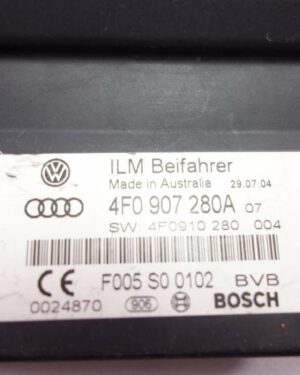 ILM Beifahrer
Made in Australia 29.07.04
4F0 907 280A 07
SW: 4F0910 280 004
CE F005 S0 0102 BVB
0024870 906 BOSCH